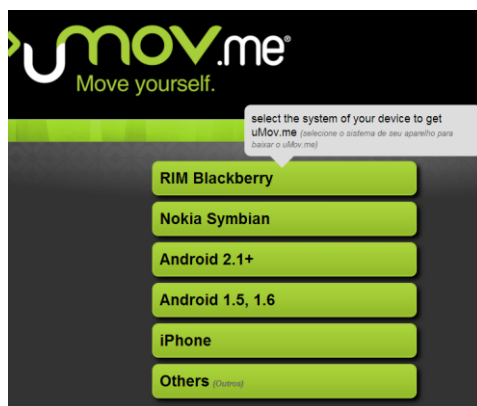 umov.me®
Move yourself.
select the system of your device to get
uMov.me (selecione o sistema de seu aparelho para
baixar o uMov.me)
RIM Blackberry
Nokia Symbian
Android 2.1+
Android 1.5, 1.6
iPhone
Others (Outros)